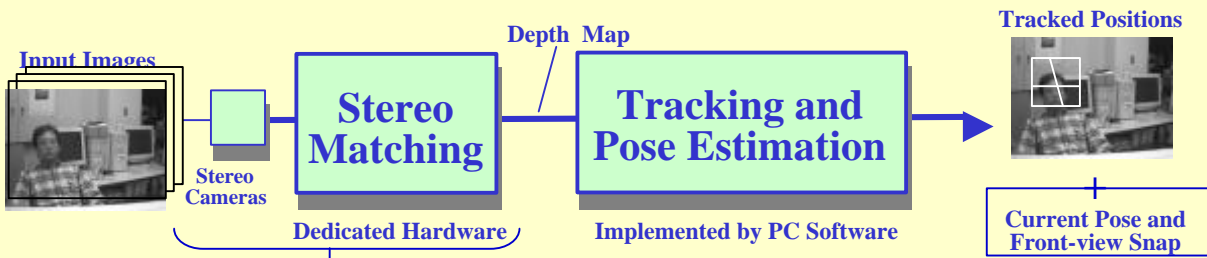 Input Images
Stereo
Cameras
Stereo
Matching
Dedicated Hardware
Depth Map
Tracking and
Pose Estimation
Implemented by PC Software
Tracked Positions
+
Current Pose and
Front-view Snap